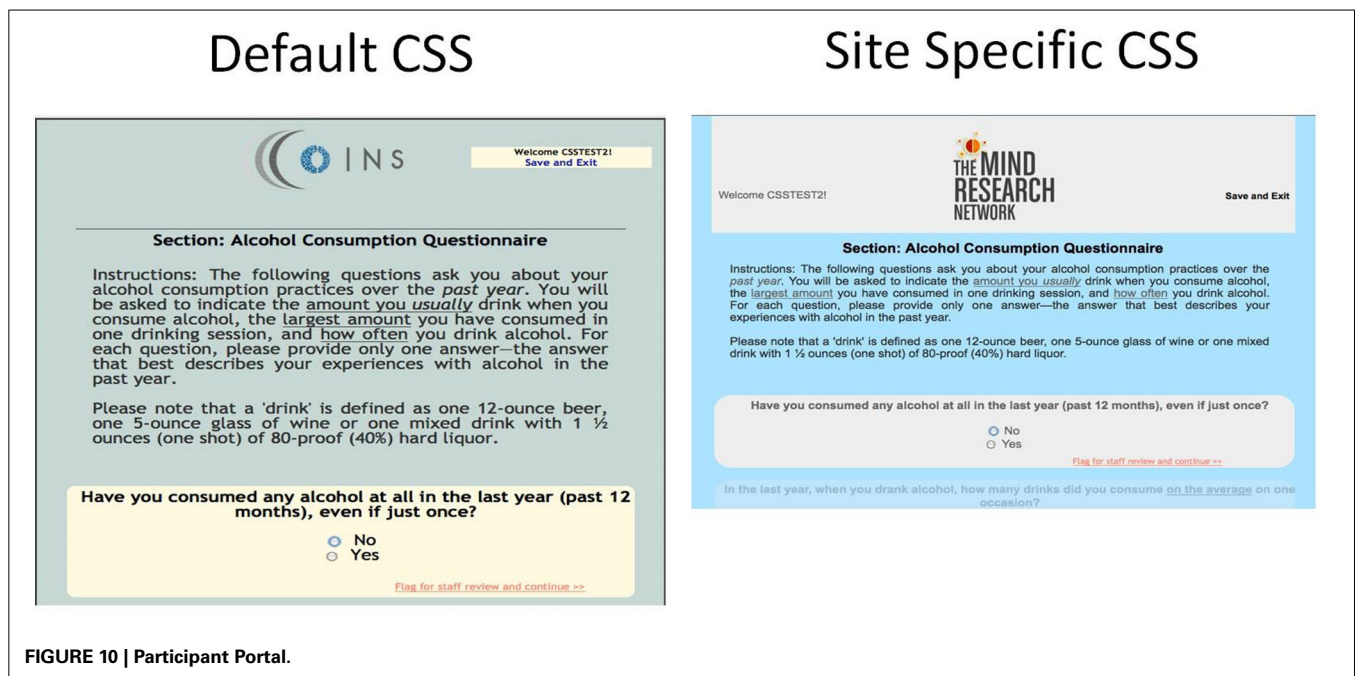 Default CSS
COINS
Welcome CSSTEST2!
Save and Exit
Section: Alcohol Consumption Questionnaire
Instructions: The following questions ask you about your
alcohol consumption practices over the past year. You will
be asked to indicate the amount you usually drink when you
consume alcohol, the largest amount you have consumed in
one drinking session, and how often you drink alcohol. For
each question, please provide only one answer—the answer
that best describes your experiences with alcohol in the
past year.
Please note that a 'drink' is defined as one 12-ounce beer,
one 5-ounce glass of wine or one mixed drink with 1 ½
ounces (one shot) of 80-proof (40%) hard liquor.
Have you consumed any alcohol at all in the last year (past 12
months), even if just once?
No
Yes
Flag for staff review and continue >>
Site Specific CSS
Welcome CSSTEST2!
THE MIND
RESEARCH
NETWORK
Save and Exit
Section: Alcohol Consumption Questionnaire
Instructions: The following questions ask you about your alcohol consumption practices over the
past year. You will be asked to indicate the amount you usually drink when you consume alcohol,
the largest amount you have consumed in one drinking session, and how often you drink alcohol.
For each question, please provide only one answer—the answer that best describes your
experiences with alcohol in the past year.
Please note that a 'drink' is defined as one 12-ounce beer, one 5-ounce glass of wine or one mixed
drink with 1 ½ ounces (one shot) of 80-proof (40%) hard liquor.
Have you consumed any alcohol at all in the last year (past 12 months), even if just once?
No
Yes
Flag for staff review and continue >>
In the last year, when you drank alcohol, how many drinks did you consume on the average on one
occasion?
FIGURE 10 | Participant Portal.